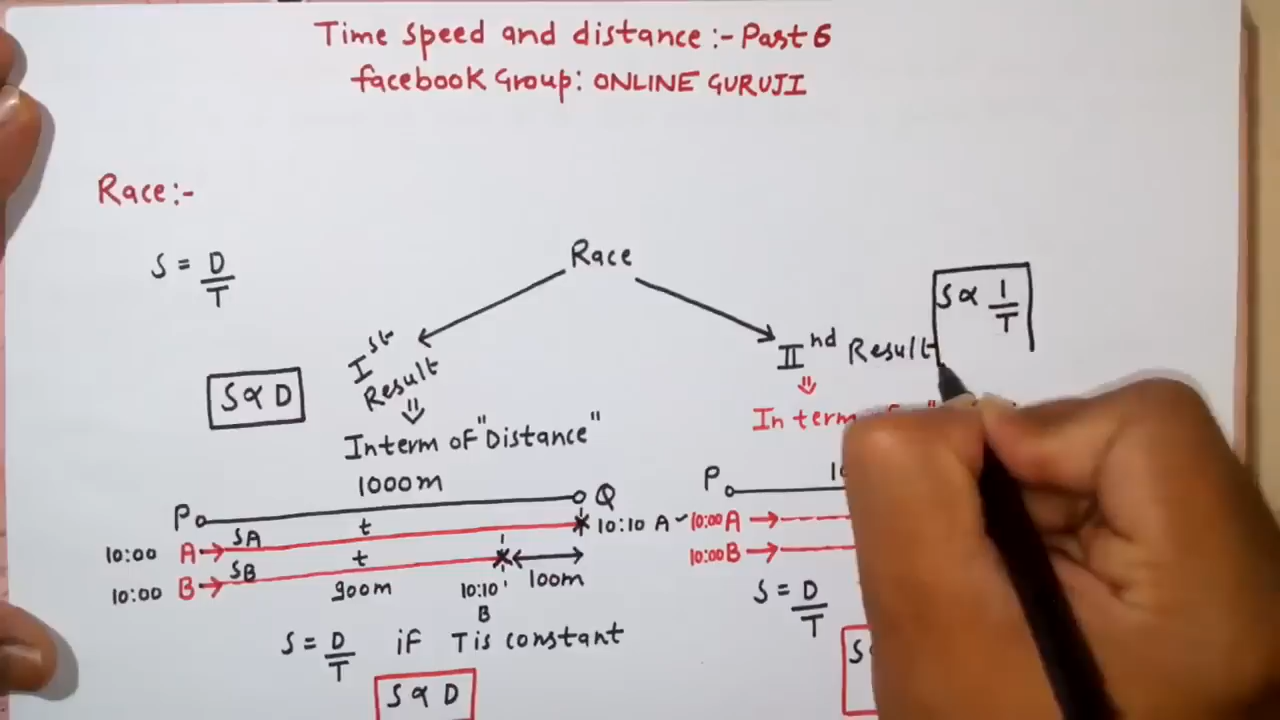 Time Speed and distance:- Part 6
facebook Group: ONLINE GURUJI
Race:-
S = D/T
Race
S ∝ 1/T
Ist Result
IInd Result
⇓
⇓
S ∝ D
Interm of "Distance"
In term of "
1000m
P Q
P
SA t
10:00 A → 10:10 A
10:00 A →
SB t
10:00 B →
10:00 B → 900m 10:10 B 100m
S = D/T if T is constant
S = D/T
S ∝ D
S